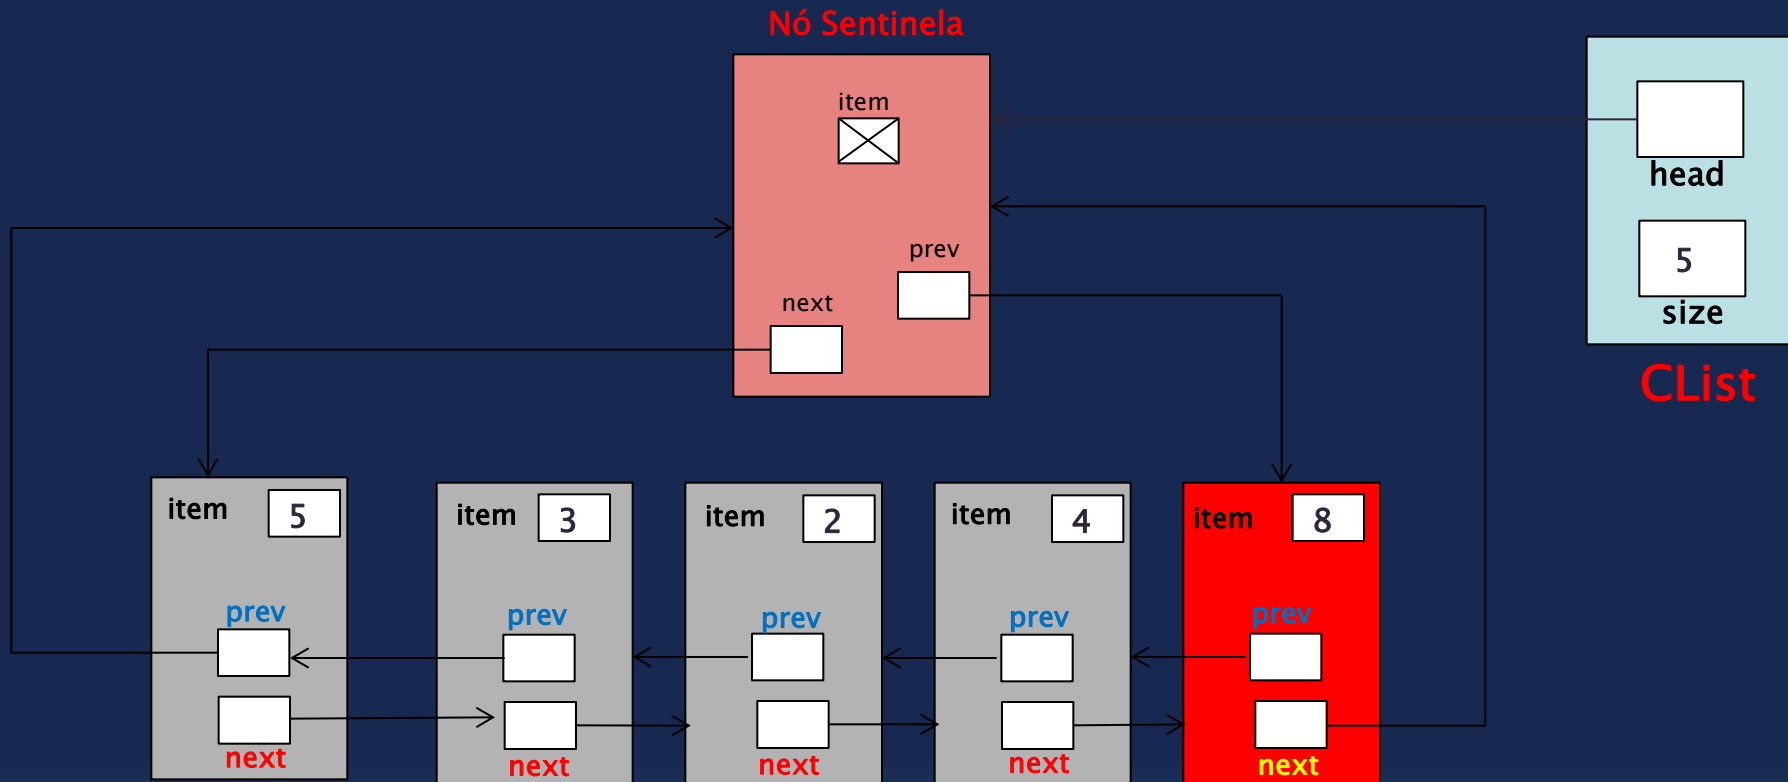 Nó Sentinela
item
prev
next
head
5
size
CList
item 5
prev
next
item 3
prev
next
item 2
prev
next
item 4
prev
next
item 8
prev
next